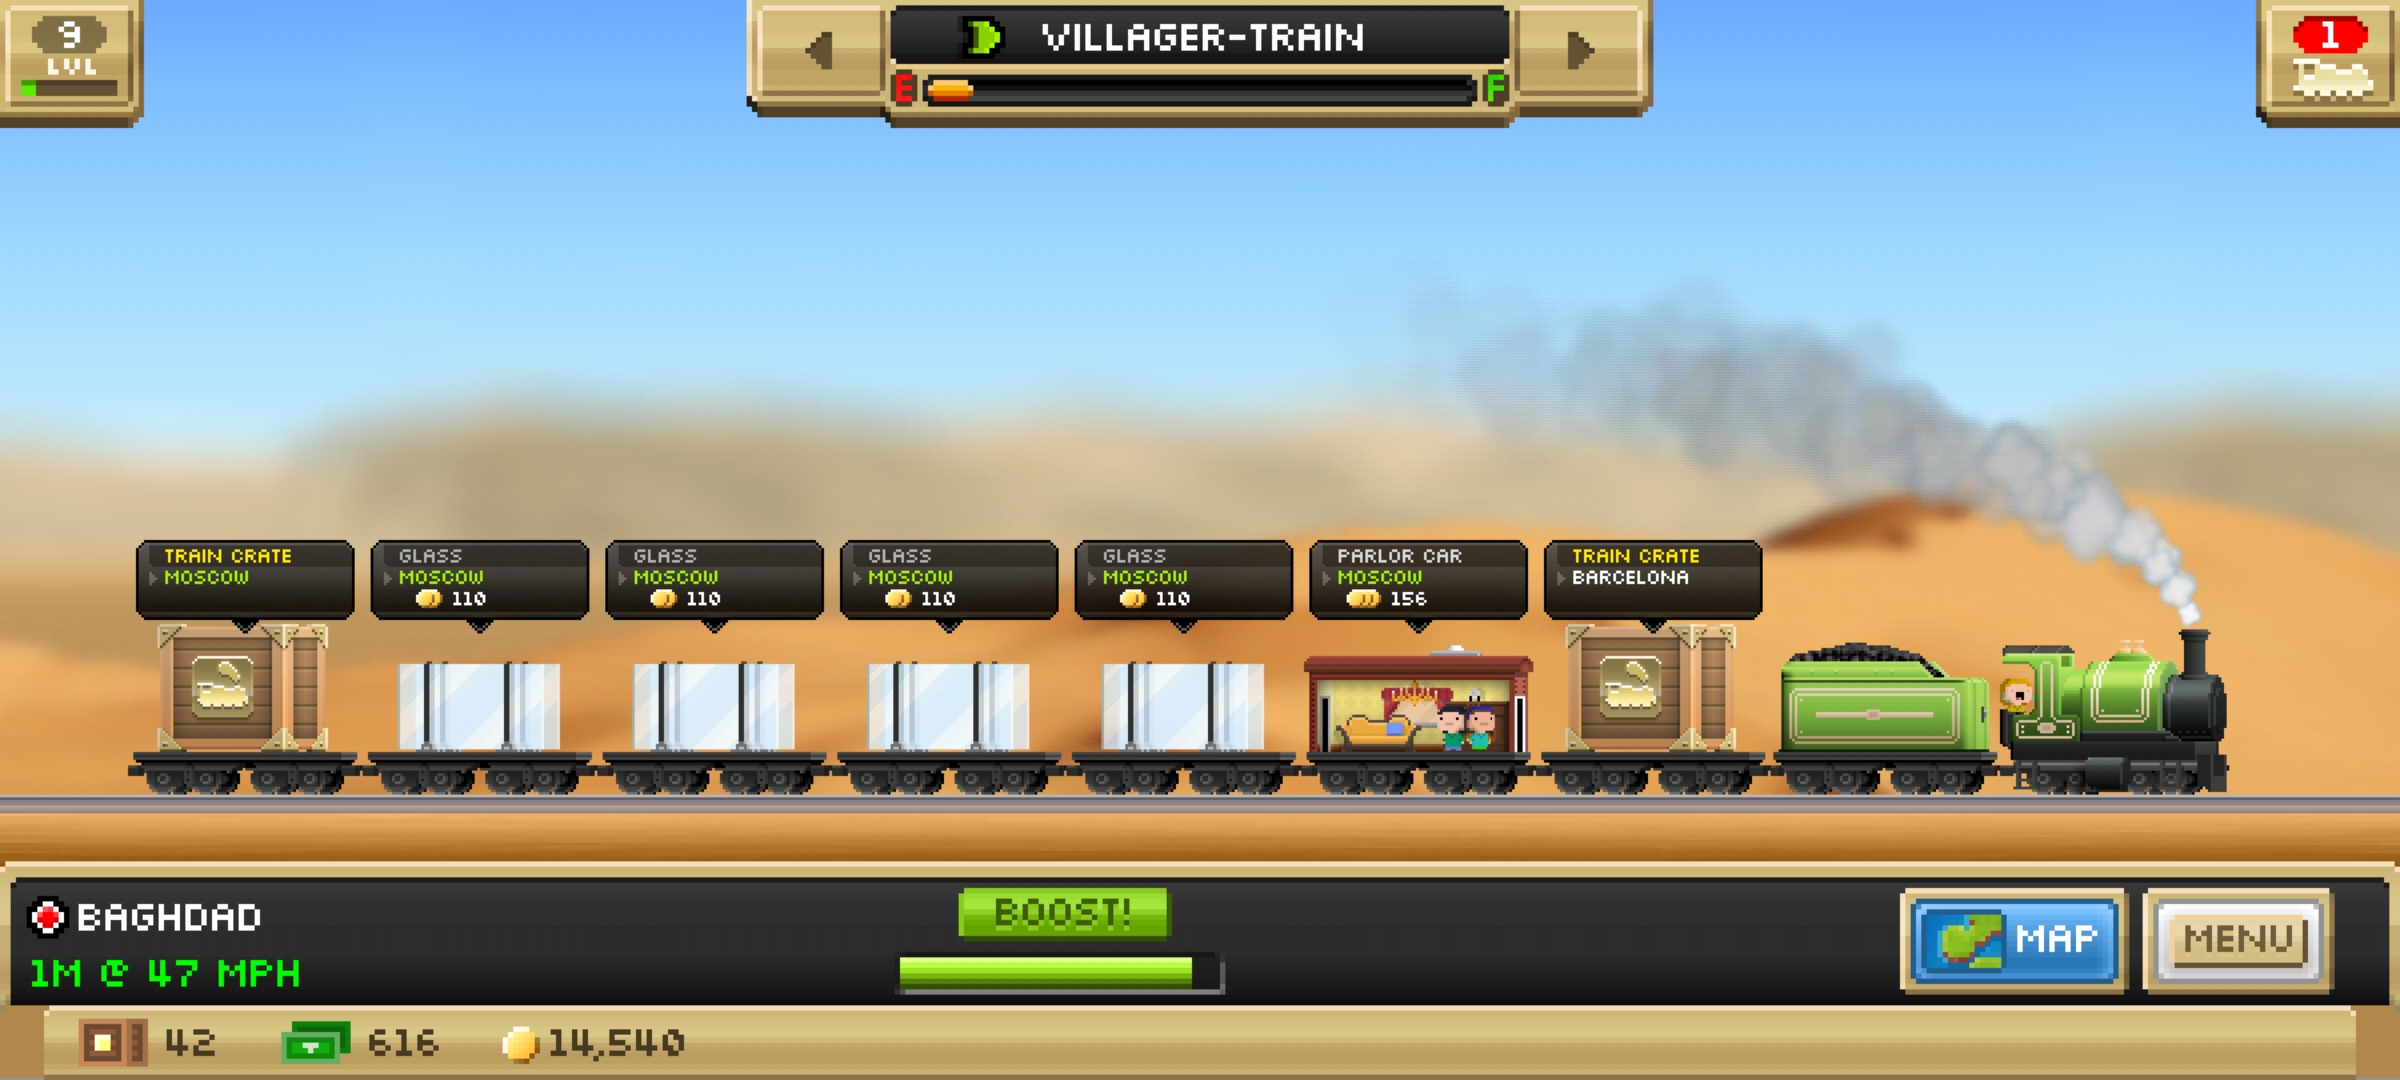 9
LVL
VILLAGER-TRAIN
E F
1
TRAIN CRATE
MOSCOW
GLASS
MOSCOW
110
GLASS
MOSCOW
110
GLASS
MOSCOW
110
GLASS
MOSCOW
110
PARLOR CAR
MOSCOW
156
TRAIN CRATE
BARCELONA
BAGHDAD
1M @ 47 MPH
BOOST!
MAP
MENU
42 616 14,540